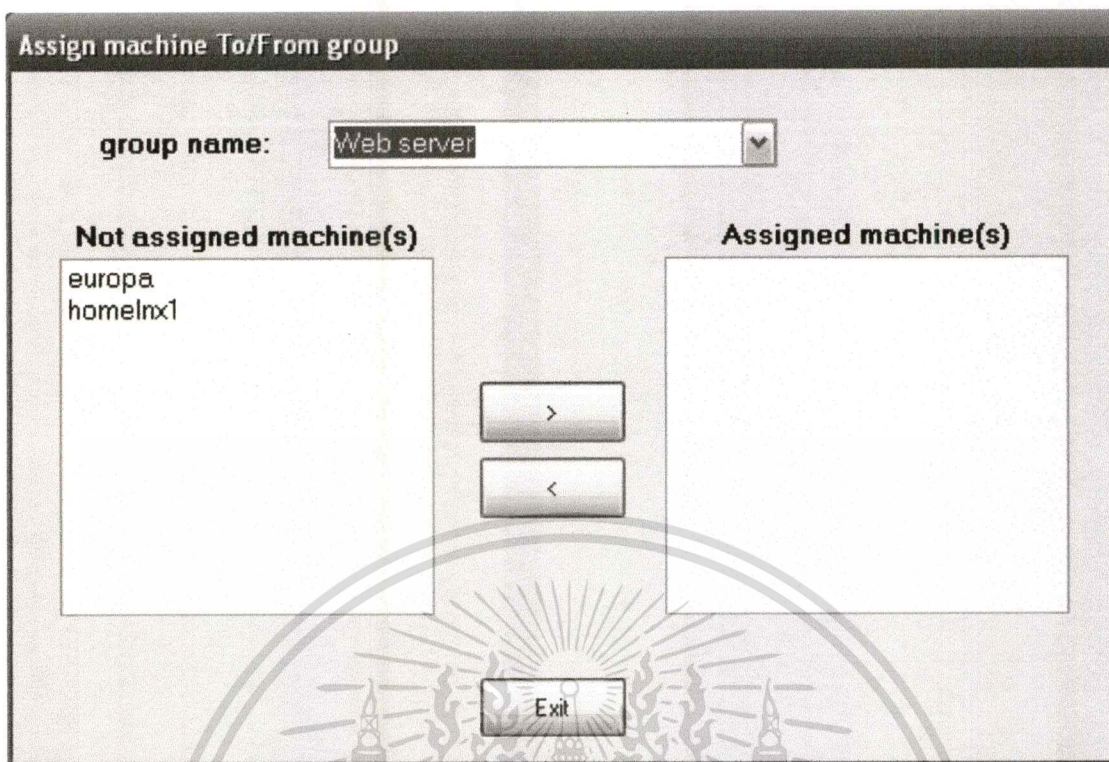 Assign machine To/From group
group name: Web server
Not assigned machine(s)
Assigned machine(s)
europa
homelnx1
>
<
Exit